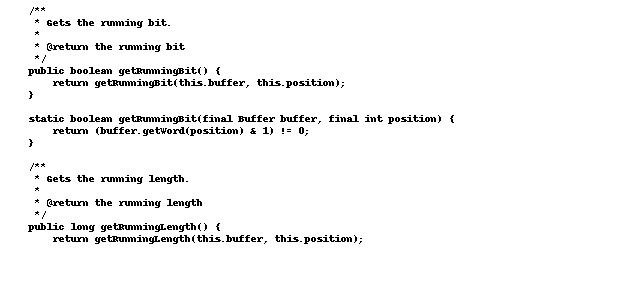 /**
 * Gets the running bit.
 *
 * @return the running bit
 */
public boolean getRunningBit() {
    return getRunningBit(this.buffer, this.position);
}

static boolean getRunningBit(final Buffer buffer, final int position) {
    return (buffer.getWord(position) & 1) != 0;
}

/**
 * Gets the running length.
 *
 * @return the running length
 */
public long getRunningLength() {
    return getRunningLength(this.buffer, this.position);